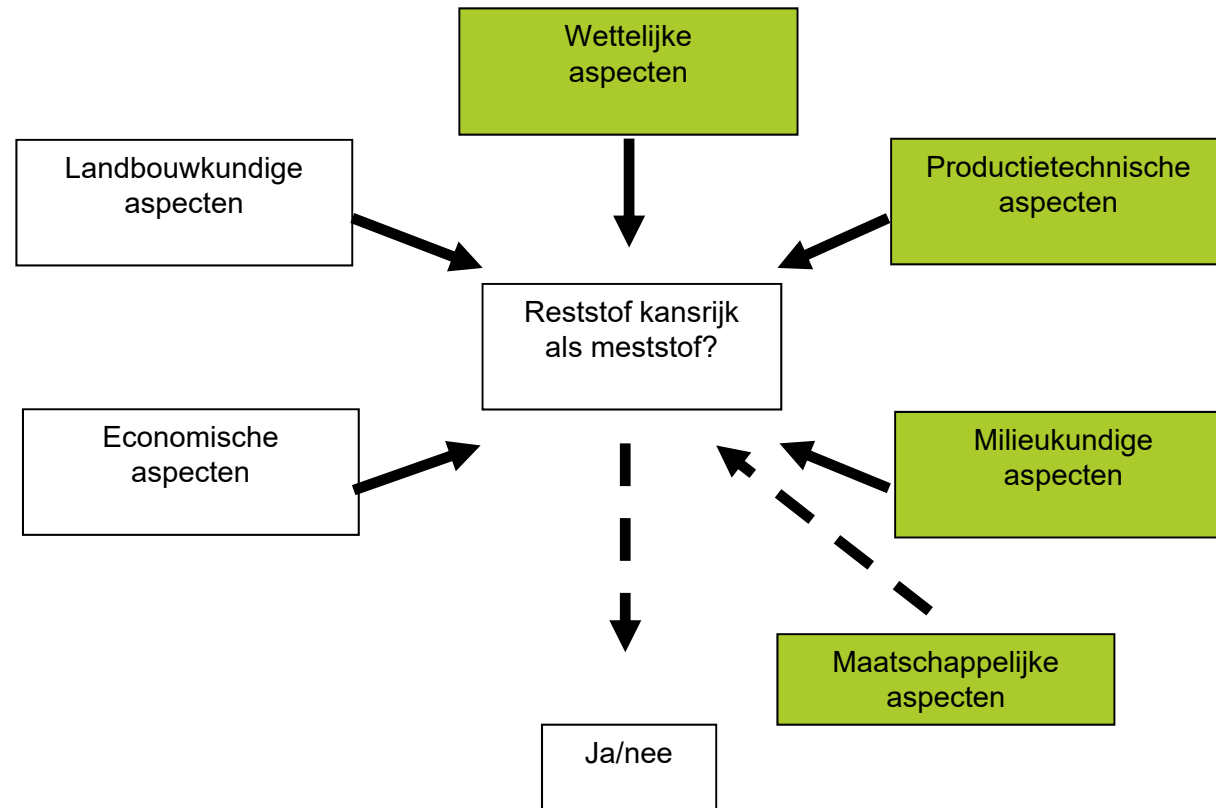 Wettelijke
aspecten
Landbouwkundige
aspecten
Productietechnische
aspecten
Reststof kansrijk
als meststof?
Economische
aspecten
Milieukundige
aspecten
Maatschappelijke
aspecten
Ja/nee